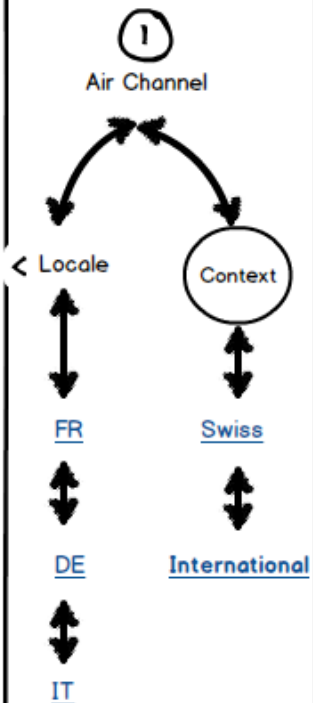 1
Air Channel
< Locale
Context
FR
Swiss
DE
International
IT